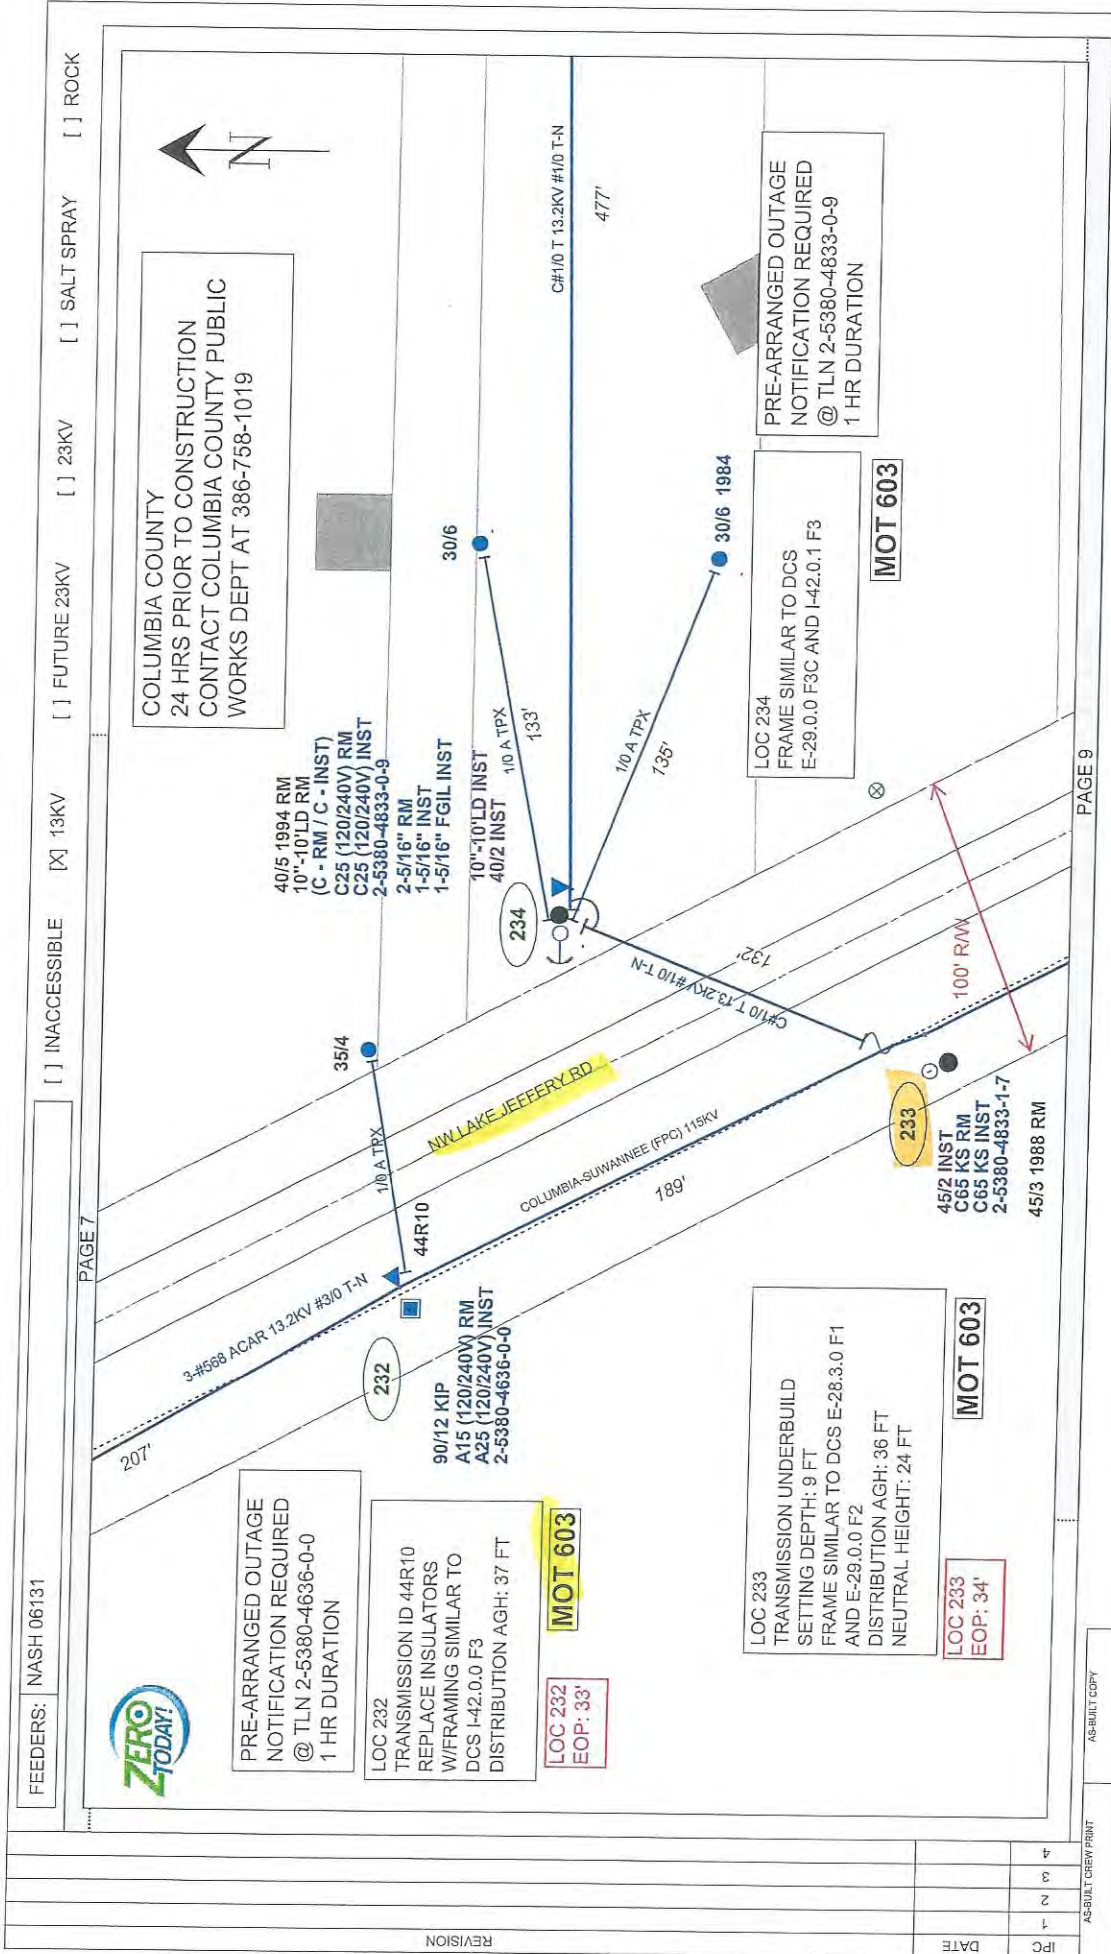 FEEDERS: NASH 06131
[ ] INACCESSIBLE [X] 13KV [ ] FUTURE 23KV [ ] 23KV [ ] SALT SPRAY [ ] ROCK
PAGE 7
ZERO
TODAY!
PRE-ARRANGED OUTAGE
NOTIFICATION REQUIRED
@ TLN 2-5380-4636-0-0
1 HR DURATION
LOC 232
TRANSMISSION ID 44R10
REPLACE INSULATORS
W/FRAMING SIMILAR TO
DCS I-42.0.0 F3
DISTRIBUTION AGH: 37 FT
LOC 232
EOP: 33'
MOT 603
207'
3-#568 ACAR 13.2KV #3/0 T-N
232
90/12 KIP
A15 (120/240V) RM
A25 (120/240V) INST
2-5380-4636-0-0
44R10
1/0 A TPX
35/4
NW LAKE JEFFERY RD
COLUMBIA-SUWANNEE (FPC) 115KV
189'
COLUMBIA COUNTY
24 HRS PRIOR TO CONSTRUCTION
CONTACT COLUMBIA COUNTY PUBLIC
WORKS DEPT AT 386-758-1019
N
40/5 1994 RM
10"-10'LD RM
(C - RM / C - INST)
C25 (120/240V) RM
C25 (120/240V) INST
2-5380-4833-0-9
2-5/16" RM
1-5/16" INST
1-5/16" FGIL INST
10"-10'LD INST
40/2 INST
234
30/6
1/0 A TPX
133'
C#1/0 T 13.2KV #1/0 T-N
477'
1/0 A TPX
135'
30/6 1984
C#1/0 T 13.2KV #1/0 T-N
132'
PRE-ARRANGED OUTAGE
NOTIFICATION REQUIRED
@ TLN 2-5380-4833-0-9
1 HR DURATION
LOC 234
FRAME SIMILAR TO DCS
E-29.0.0 F3C AND I-42.0.1 F3
MOT 603
100' R/W
233
45/2 INST
C65 KS RM
C65 KS INST
2-5380-4833-1-7
45/3 1988 RM
LOC 233
TRANSMISSION UNDERBUILD
SETTING DEPTH: 9 FT
FRAME SIMILAR TO DCS E-28.3.0 F1
AND E-29.0.0 F2
DISTRIBUTION AGH: 36 FT
NEUTRAL HEIGHT: 24 FT
LOC 233
EOP: 34'
MOT 603
PAGE 9
REVISION
DATE
IPC
1
2
3
4
AS-BUILT CREW PRINT
AS-BUILT COPY